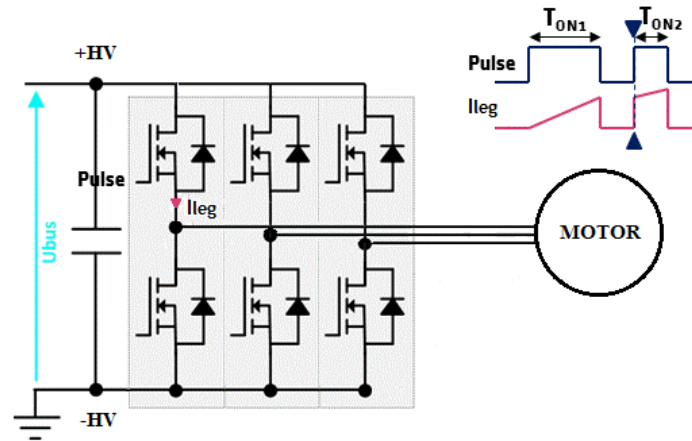 TON1
TON2
+HV
Pulse
Ileg
Pulse
Ileg
Ubus
MOTOR
-HV